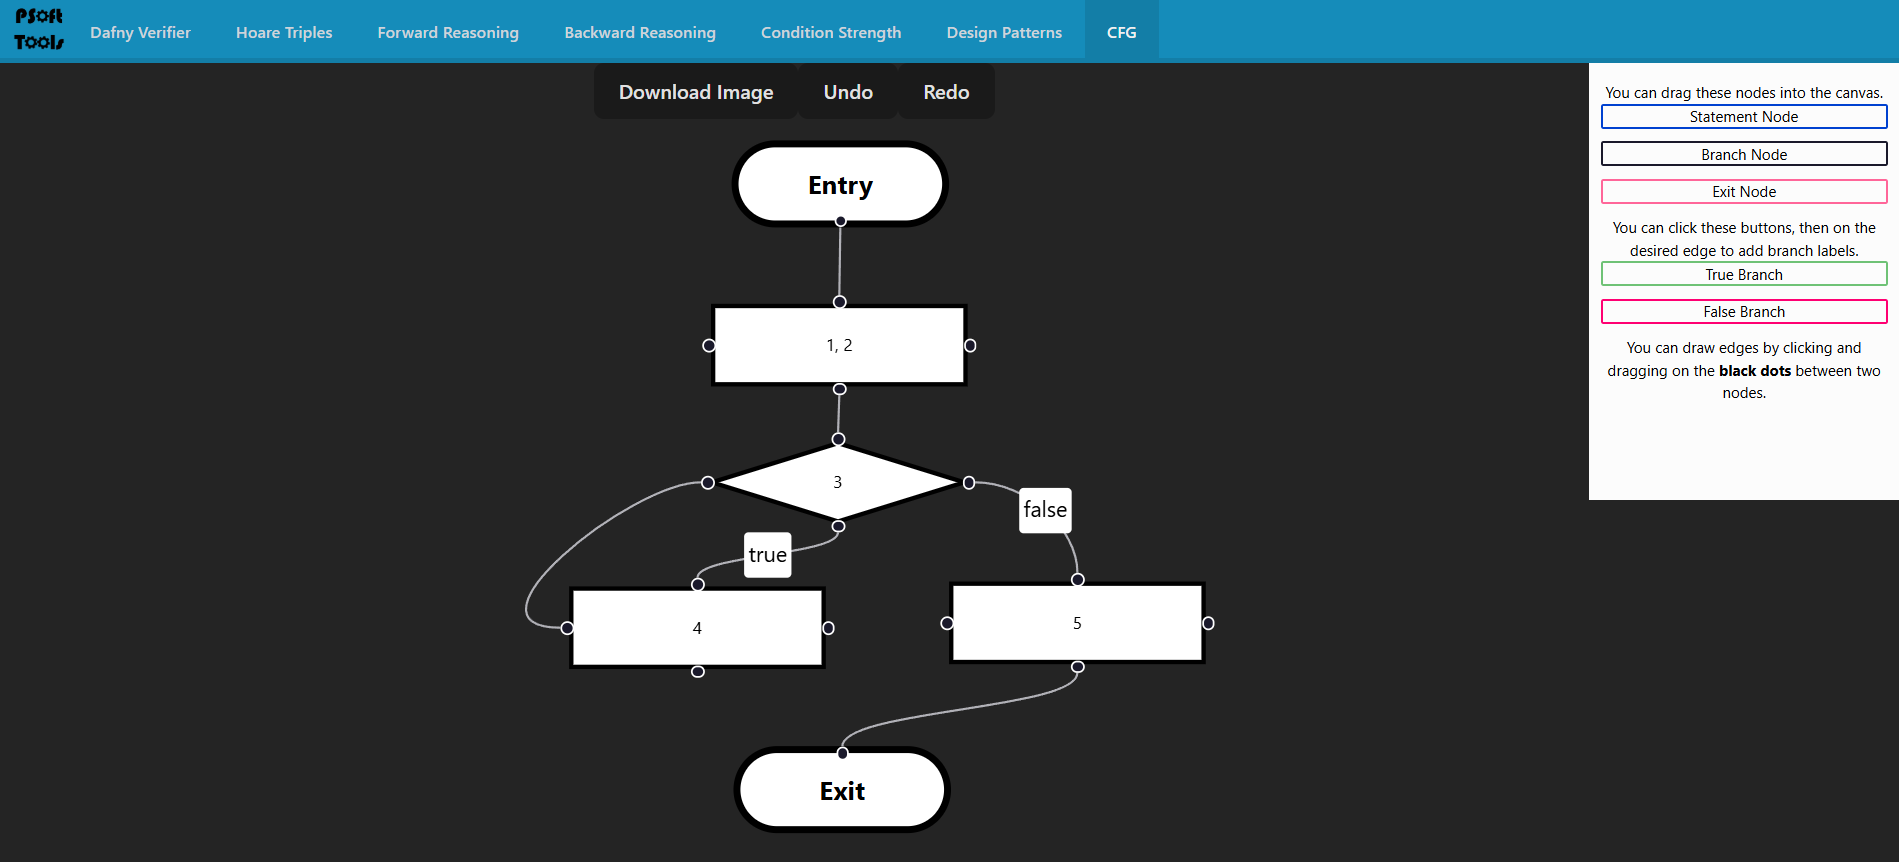 PSoft
Tools
Dafny Verifier
Hoare Triples
Forward Reasoning
Backward Reasoning
Condition Strength
Design Patterns
CFG
Download Image
Undo
Redo
Entry
1, 2
3
false
true
4
5
Exit
You can drag these nodes into the canvas.
Statement Node
Branch Node
Exit Node
You can click these buttons, then on the
desired edge to add branch labels.
True Branch
False Branch
You can draw edges by clicking and
dragging on the black dots between two
nodes.